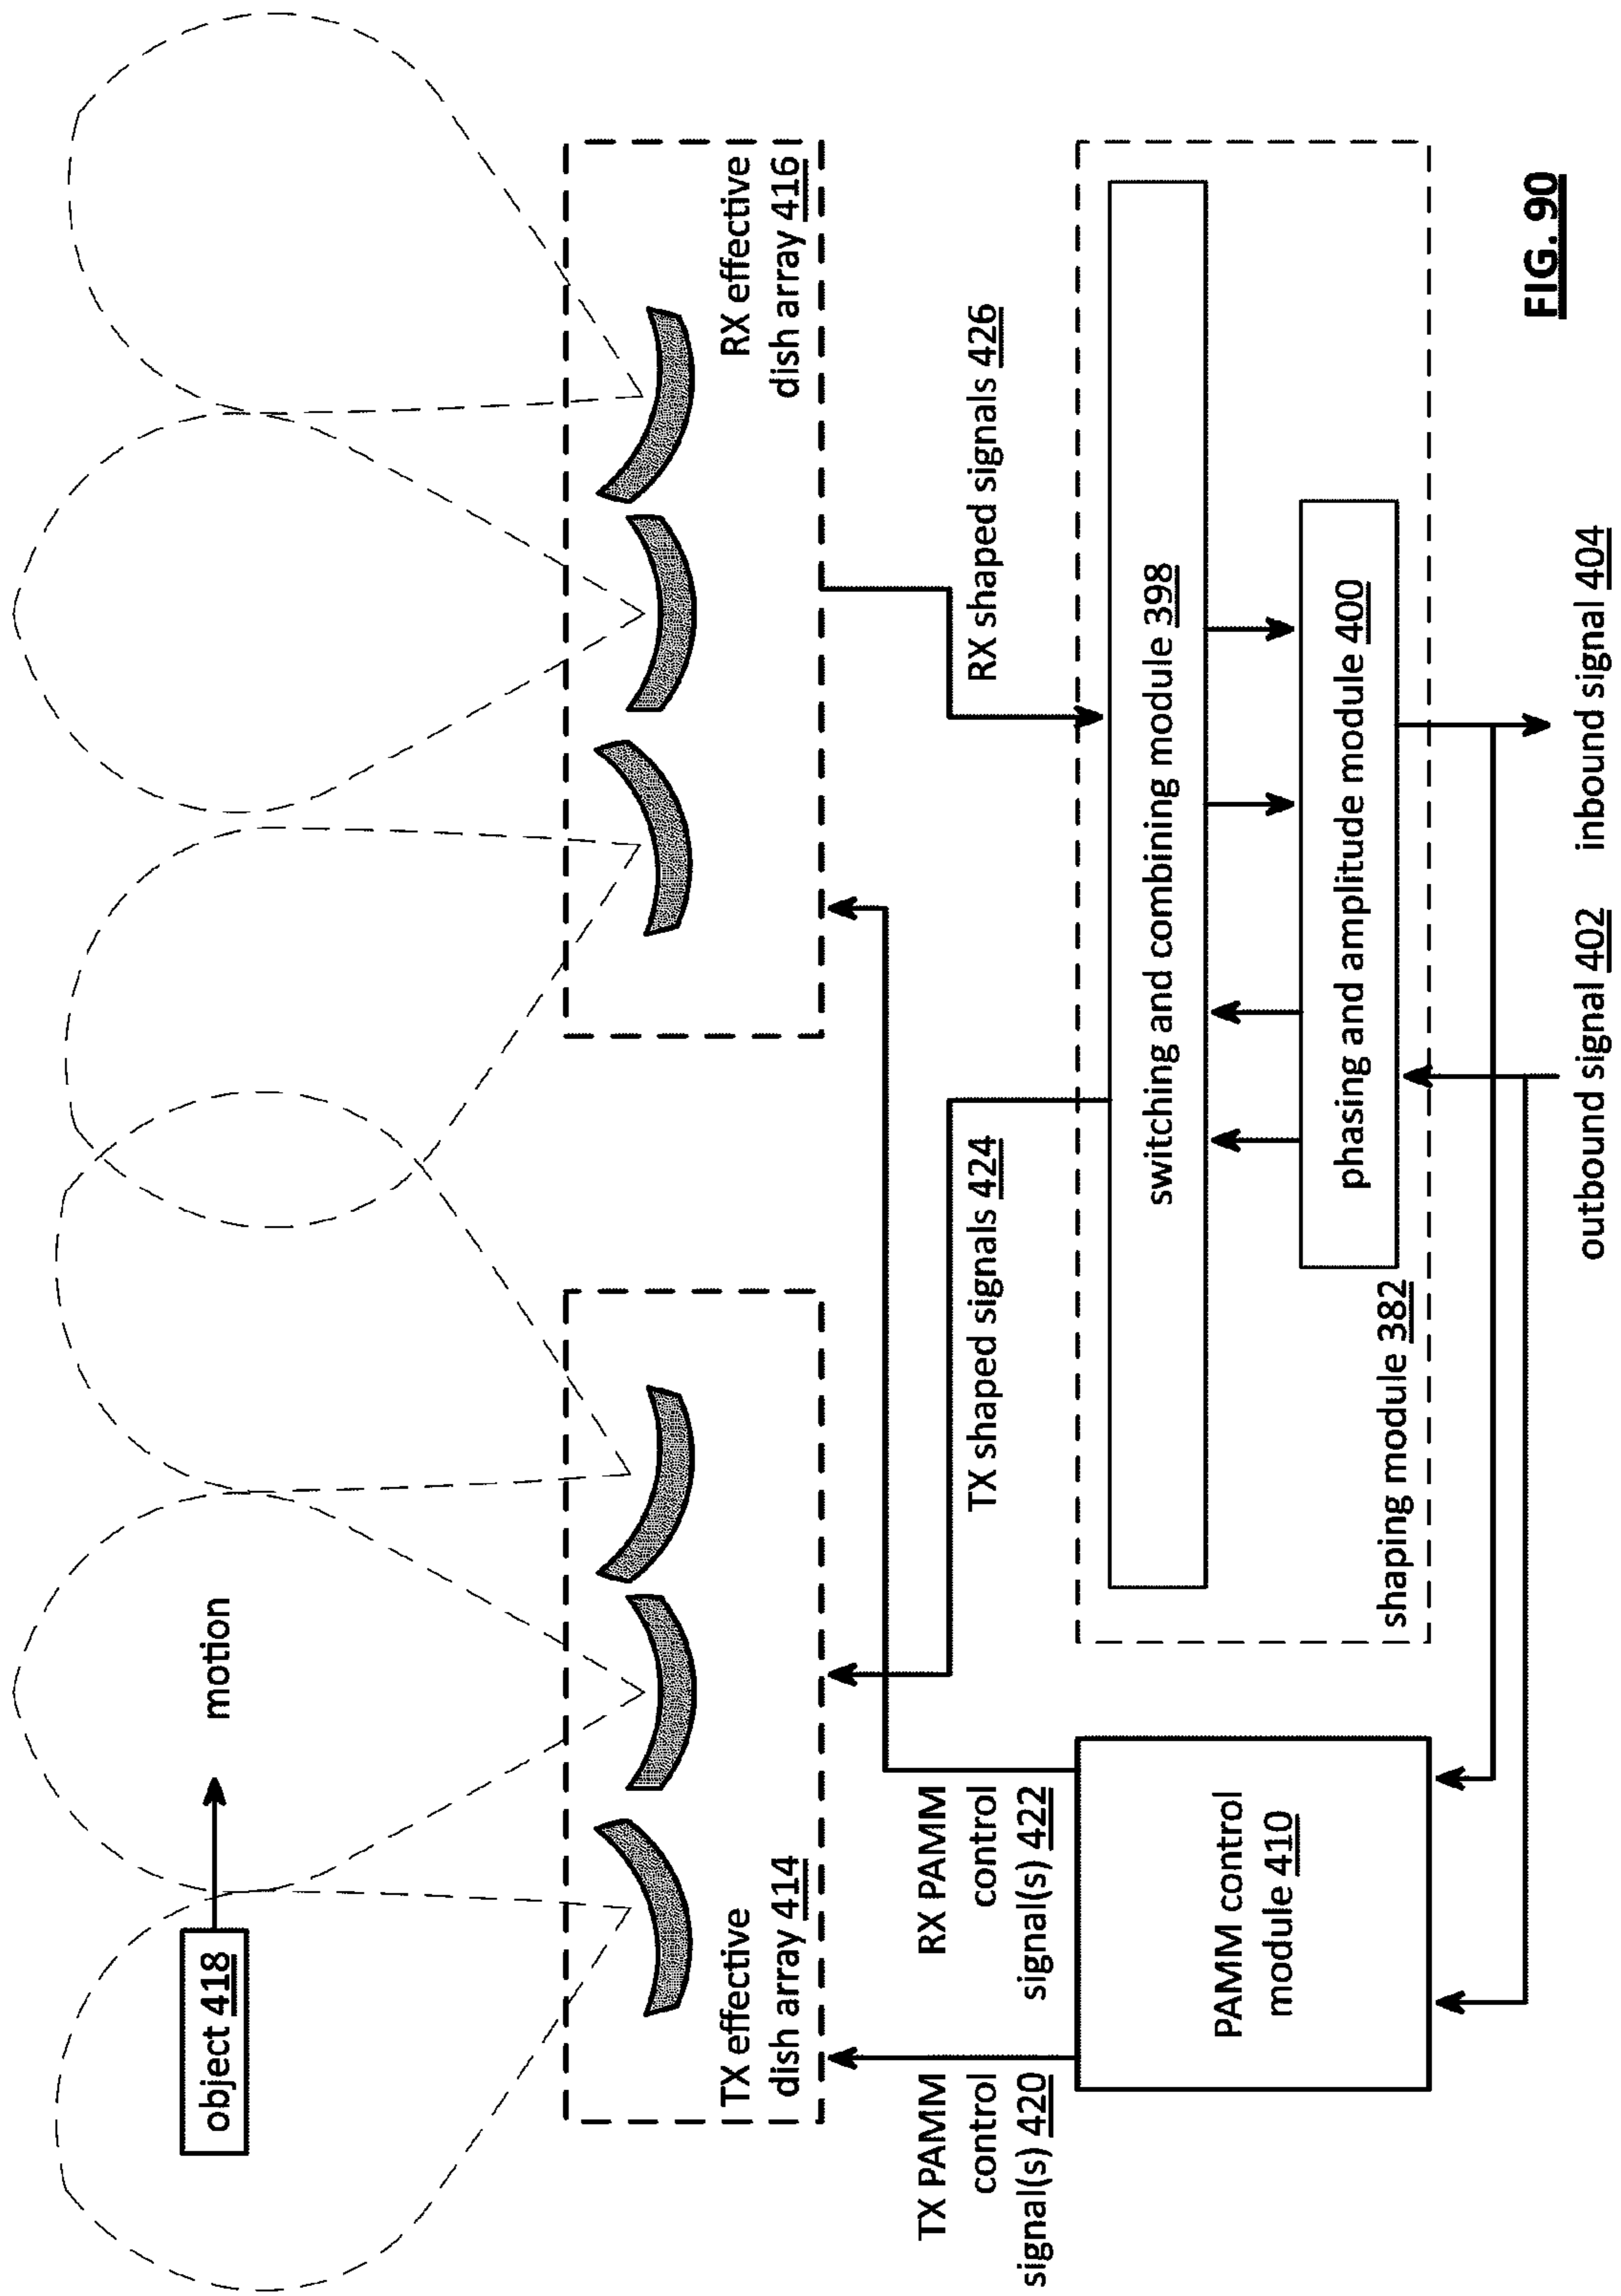 object 418
motion
TX effective
dish array 414
RX effective
dish array 416
TX PAMM
control
signal(s) 420
RX PAMM
control
signal(s) 422
TX shaped signals 424
RX shaped signals 426
PAMM control
module 410
switching and combining module 398
phasing and amplitude module 400
shaping module 382
outbound signal 402
inbound signal 404
FIG. 90